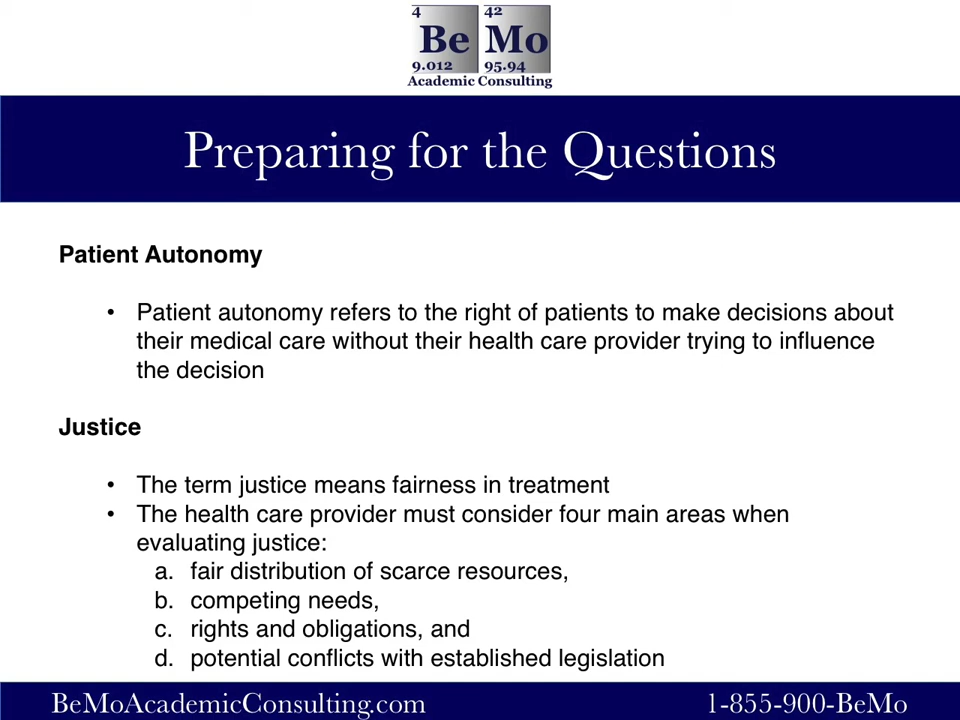 4 42
Be Mo
9.012 95.94
Academic Consulting
Preparing for the Questions
Patient Autonomy
• Patient autonomy refers to the right of patients to make decisions about
their medical care without their health care provider trying to influence
the decision
Justice
• The term justice means fairness in treatment
• The health care provider must consider four main areas when
evaluating justice:
a. fair distribution of scarce resources,
b. competing needs,
c. rights and obligations, and
d. potential conflicts with established legislation
BeMoAcademicConsulting.com 1-855-900-BeMo